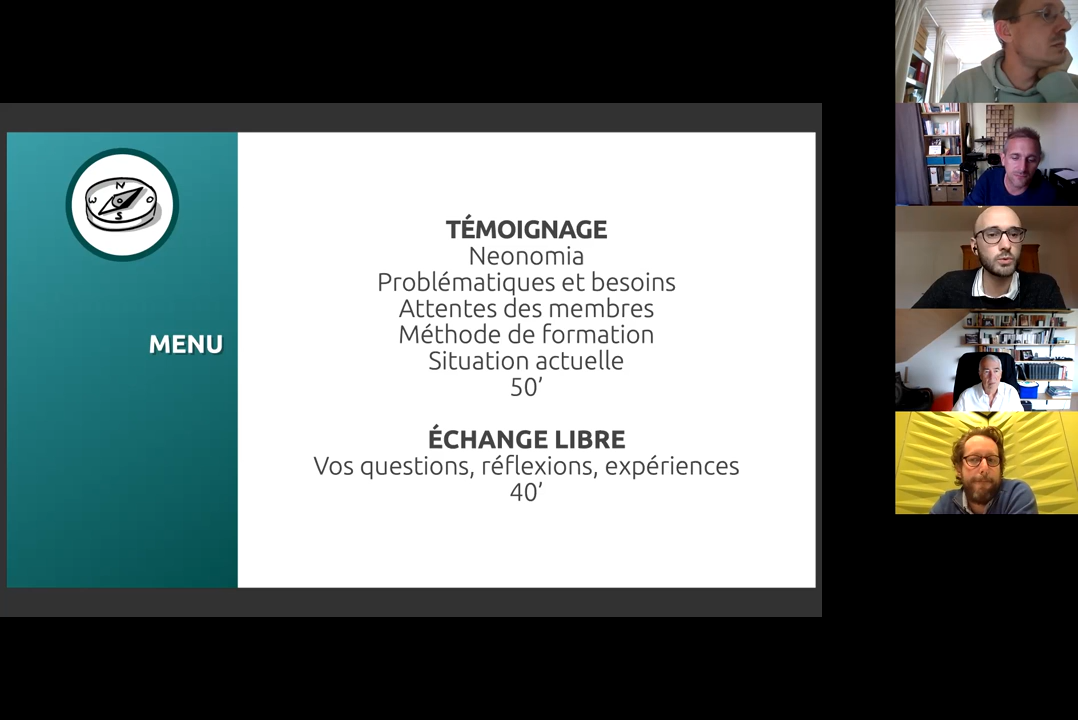 N
W
O
S
MENU
TÉMOIGNAGE
Neonomia
Problématiques et besoins
Attentes des membres
Méthode de formation
Situation actuelle
50’
ÉCHANGE LIBRE
Vos questions, réflexions, expériences
40’